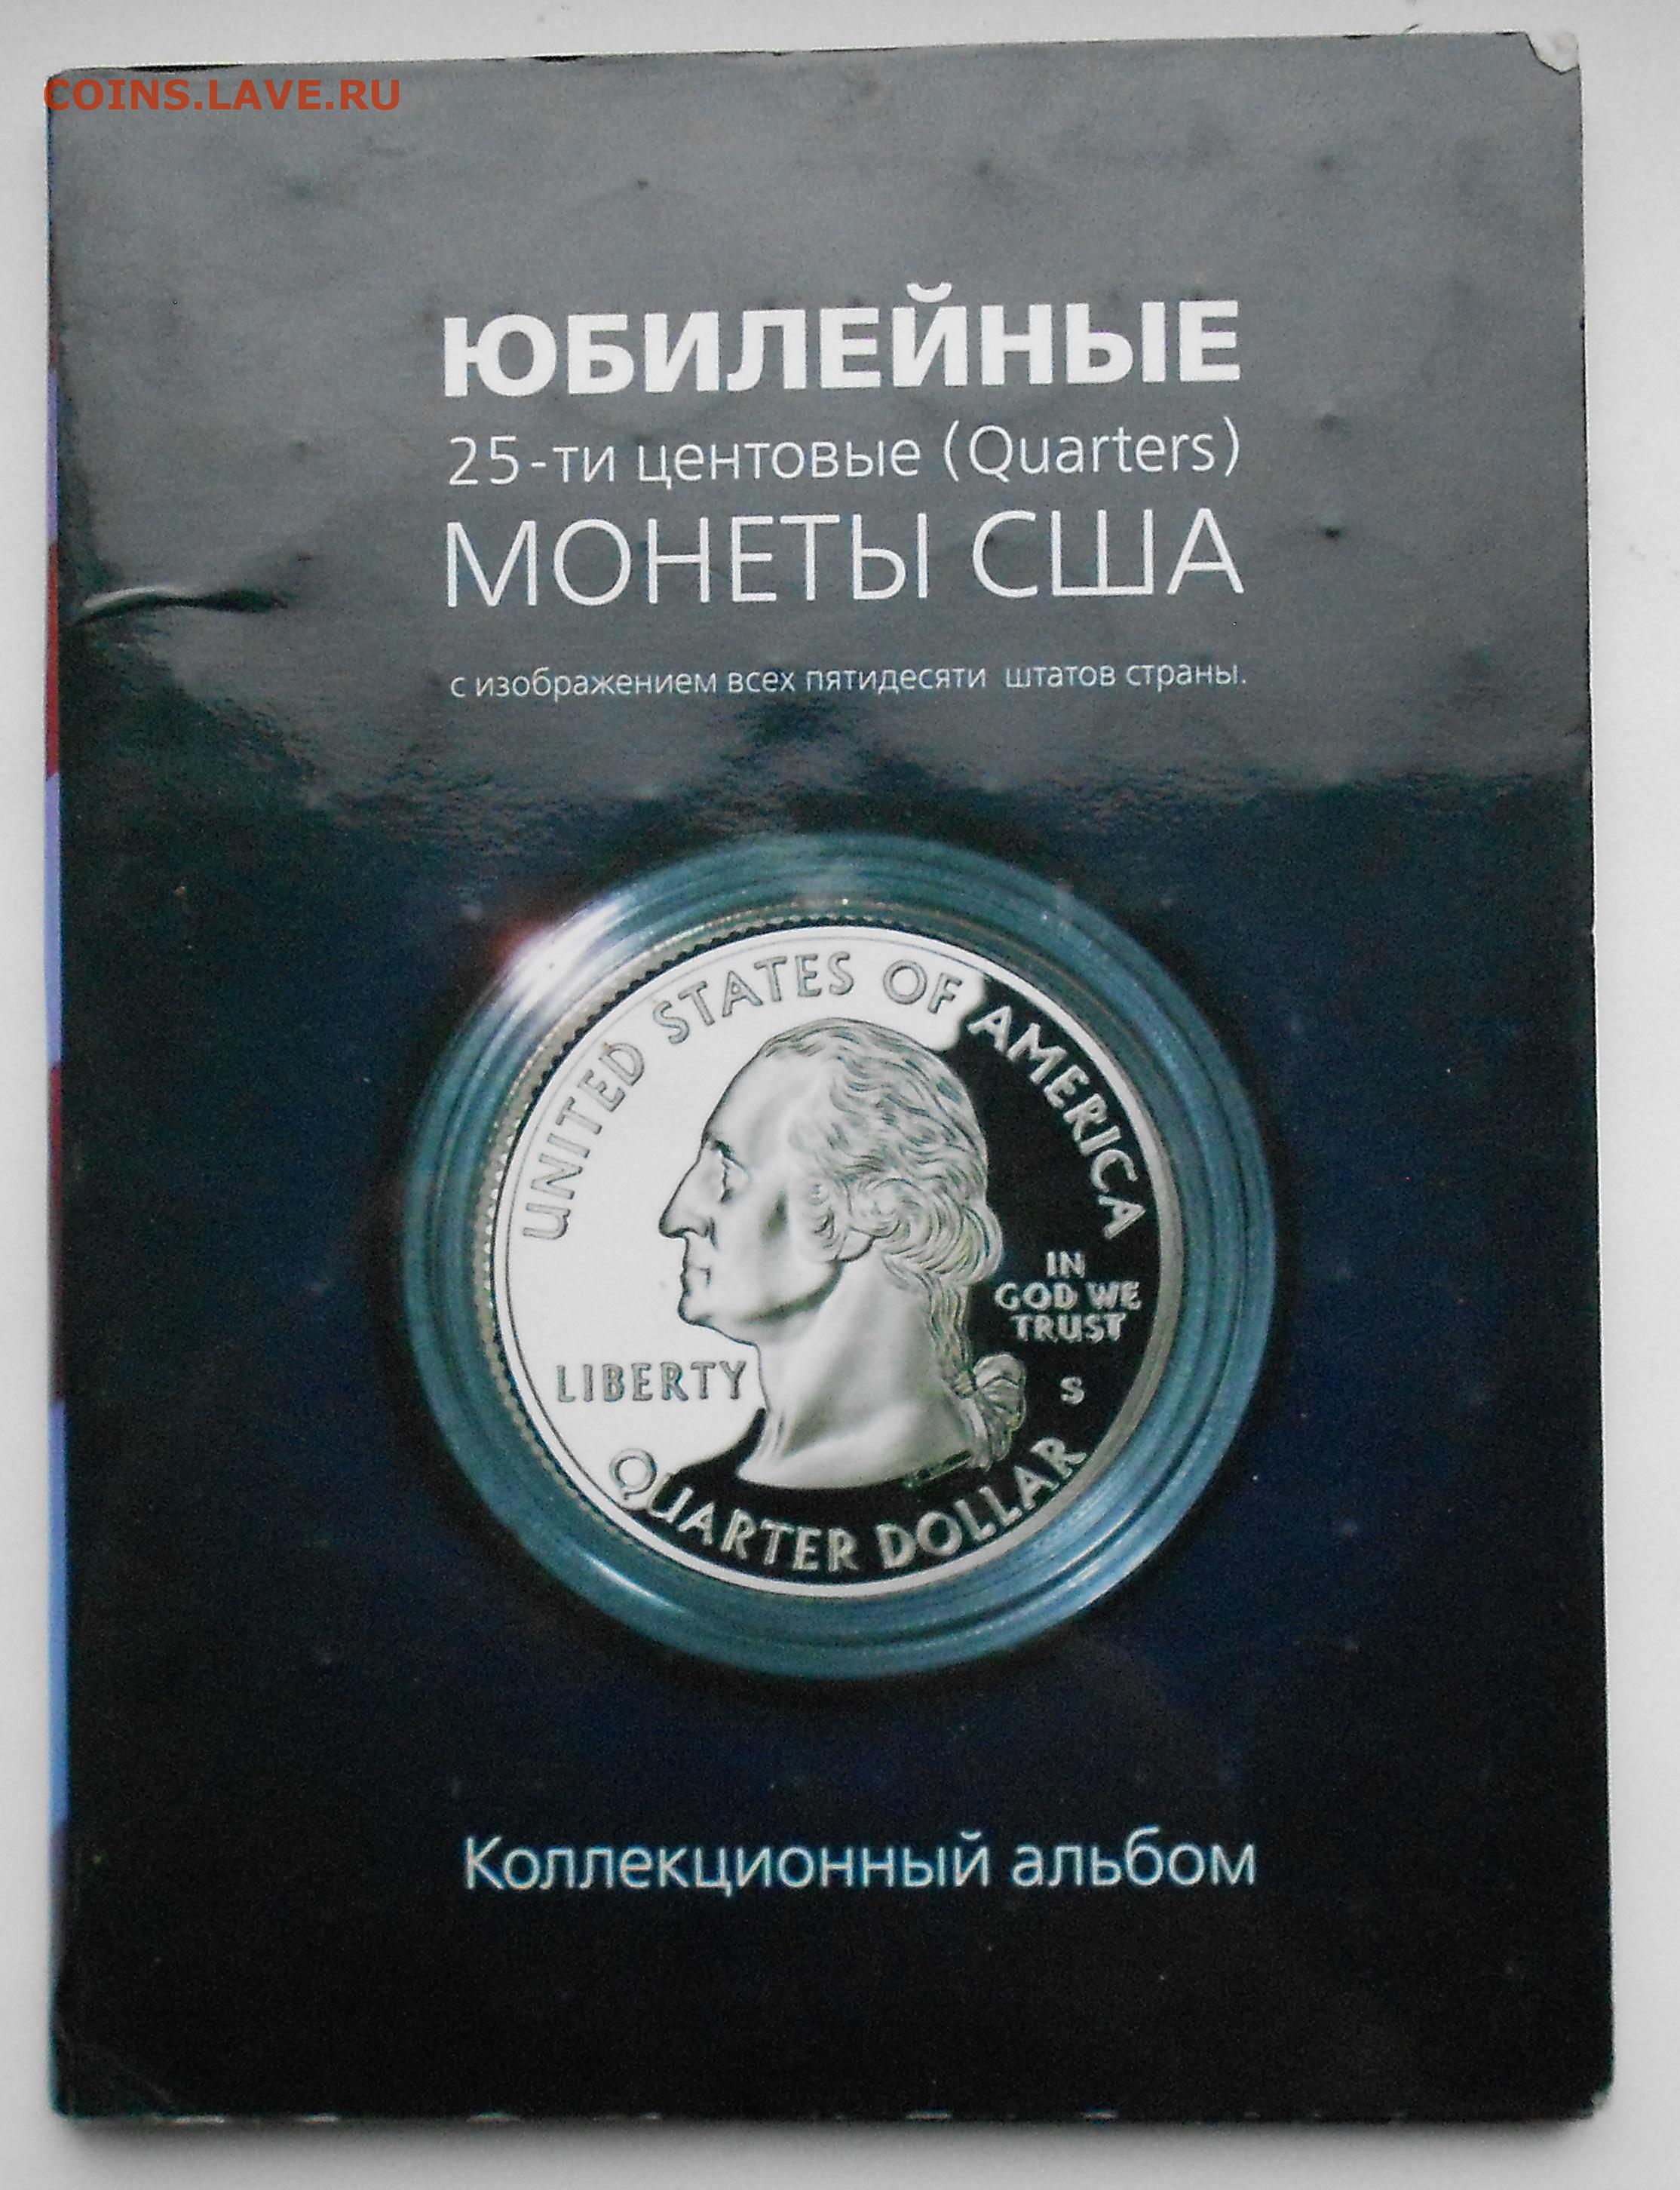 COINS.LAVE.RU
ЮБИЛЕЙНЫЕ
25-ти центовые (Quarters)
МОНЕТЫ США
с изображением всех пятидесяти штатов страны.
UNITED STATES OF AMERICA
IN
GOD WE
TRUST
LIBERTY
S
QUARTER DOLLAR
Коллекционный альбом